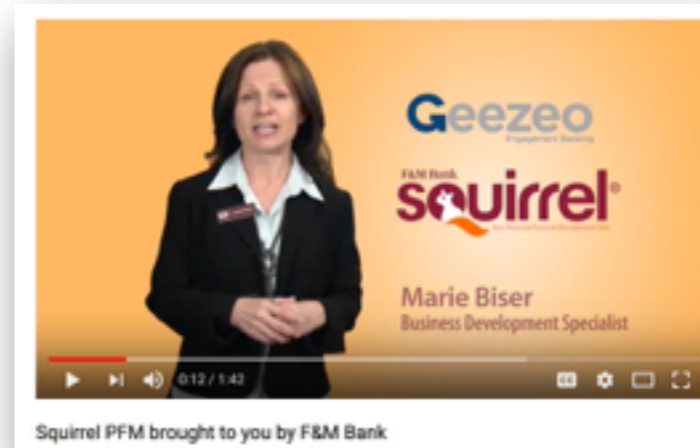 Geezeo
Engagement Banking
F&M Bank
squirrel®
Marie Biser
Business Development Specialist
0:12 / 1:42
CC
Squirrel PFM brought to you by F&M Bank